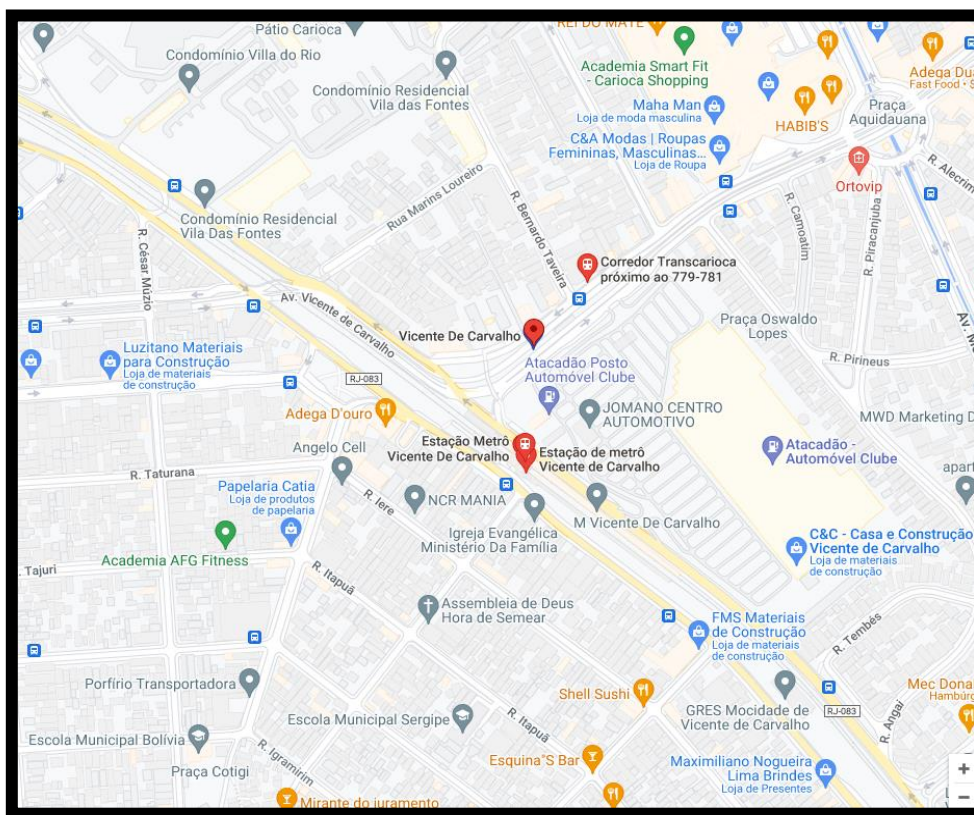 Pátio Carioca
REI DO MATE
Condomínio Villa do Rio
Academia Smart Fit
- Carioca Shopping
Adega
Fast Food
Condomínio Residencial
Vila das Fontes
Maha Man
Loja de moda masculina
Praça
Aquidauana
HABIB'S
C&A Modas | Roupas
Femininas, Masculinas...
Loja de Roupa
R. Alecrim
Ortovip
Rua Marins Loureiro
R. Bernardo Taveira
R. Camoatim
R. Piracanjuba
Condomínio Residencial
Vila Das Fontes
R. César Múzio
Corredor Transcarioca
próximo ao 779-781
Av. Vicente de Carvalho
Praça Oswaldo
Lopes
Av.
Vicente De Carvalho
Luzitano Materiais
para Construção
Loja de materiais
de construção
Atacadão Posto
Automóvel Clube
R. Pirineus
RJ-083
JOMANO CENTRO
AUTOMOTIVO
MWD Marketing
Adega D'ouro
Angelo Cell
Estação Metrô
Vicente De Carvalho
Estação de metrô
Vicente de Carvalho
Atacadão -
Automóvel Clube
R. Taturana
Papelaria Catia
Loja de produtos
de papelaria
R. Iere
NCR MANIA
M Vicente De Carvalho
Igreja Evangélica
Ministério Da Família
C&C - Casa e Construção
Vicente de Carvalho
Loja de materiais
de construção
Academia AFG Fitness
Tajuri
R. Itapuã
Assembleia de Deus
Hora de Semear
FMS Materiais
de Construção
Loja de materiais
de construção
R. Tembés
Porfírio Transportadora
Shell Sushi
GRES Mocidade de
Vicente de Carvalho
RJ-083
Mec
R. Angaí
Escola Municipal Sergipe
R. Itapuã
Escola Municipal Bolívia
R. Igramirim
Praça Cotigi
Esquina"S Bar
Maximiliano Nogueira
Lima Brindes
Loja de Presentes
+
Mirante do juramento
−